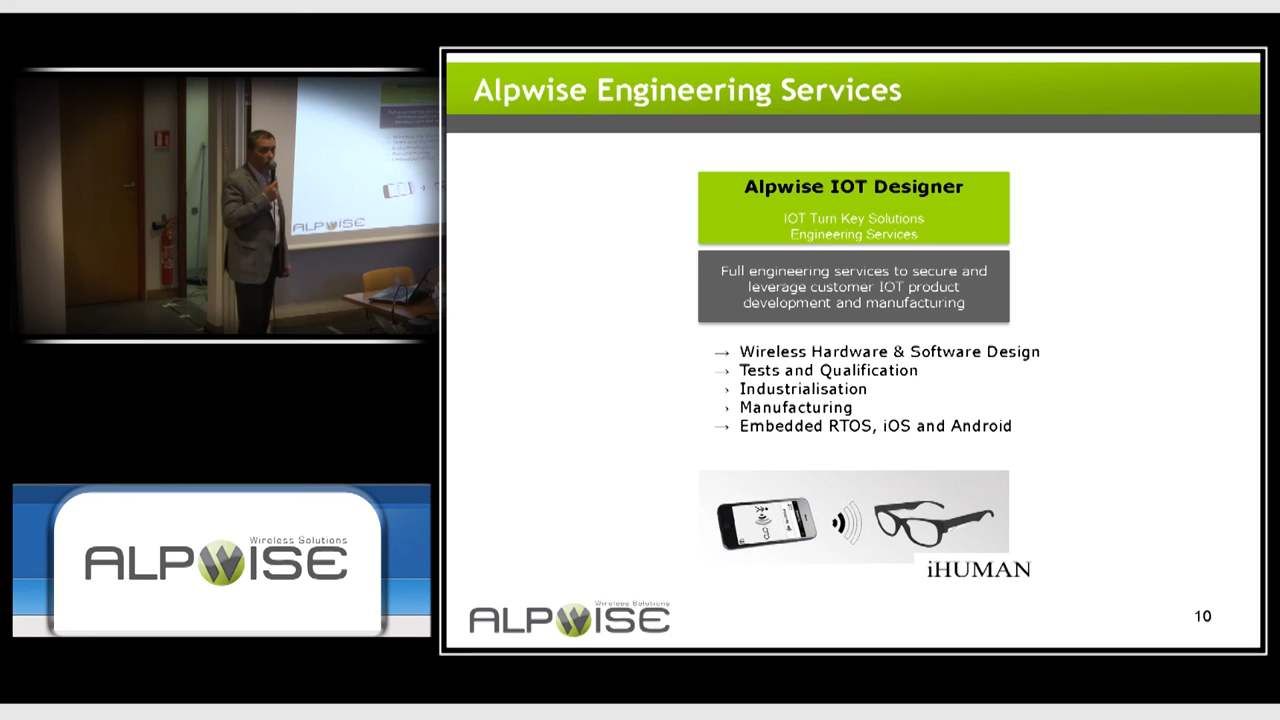 Alpwise Engineering Services
Alpwise IOT Designer
IOT Turn Key Solutions
Engineering Services
Full engineering services to secure and
leverage customer IOT product
development and manufacturing
→ Wireless Hardware & Software Design
→ Tests and Qualification
› Industrialisation
› Manufacturing
→ Embedded RTOS, iOS and Android
iHUMAN
Wireless Solutions
ALPWISE
10
Wireless Solutions
ALPWISE
ALPWISE